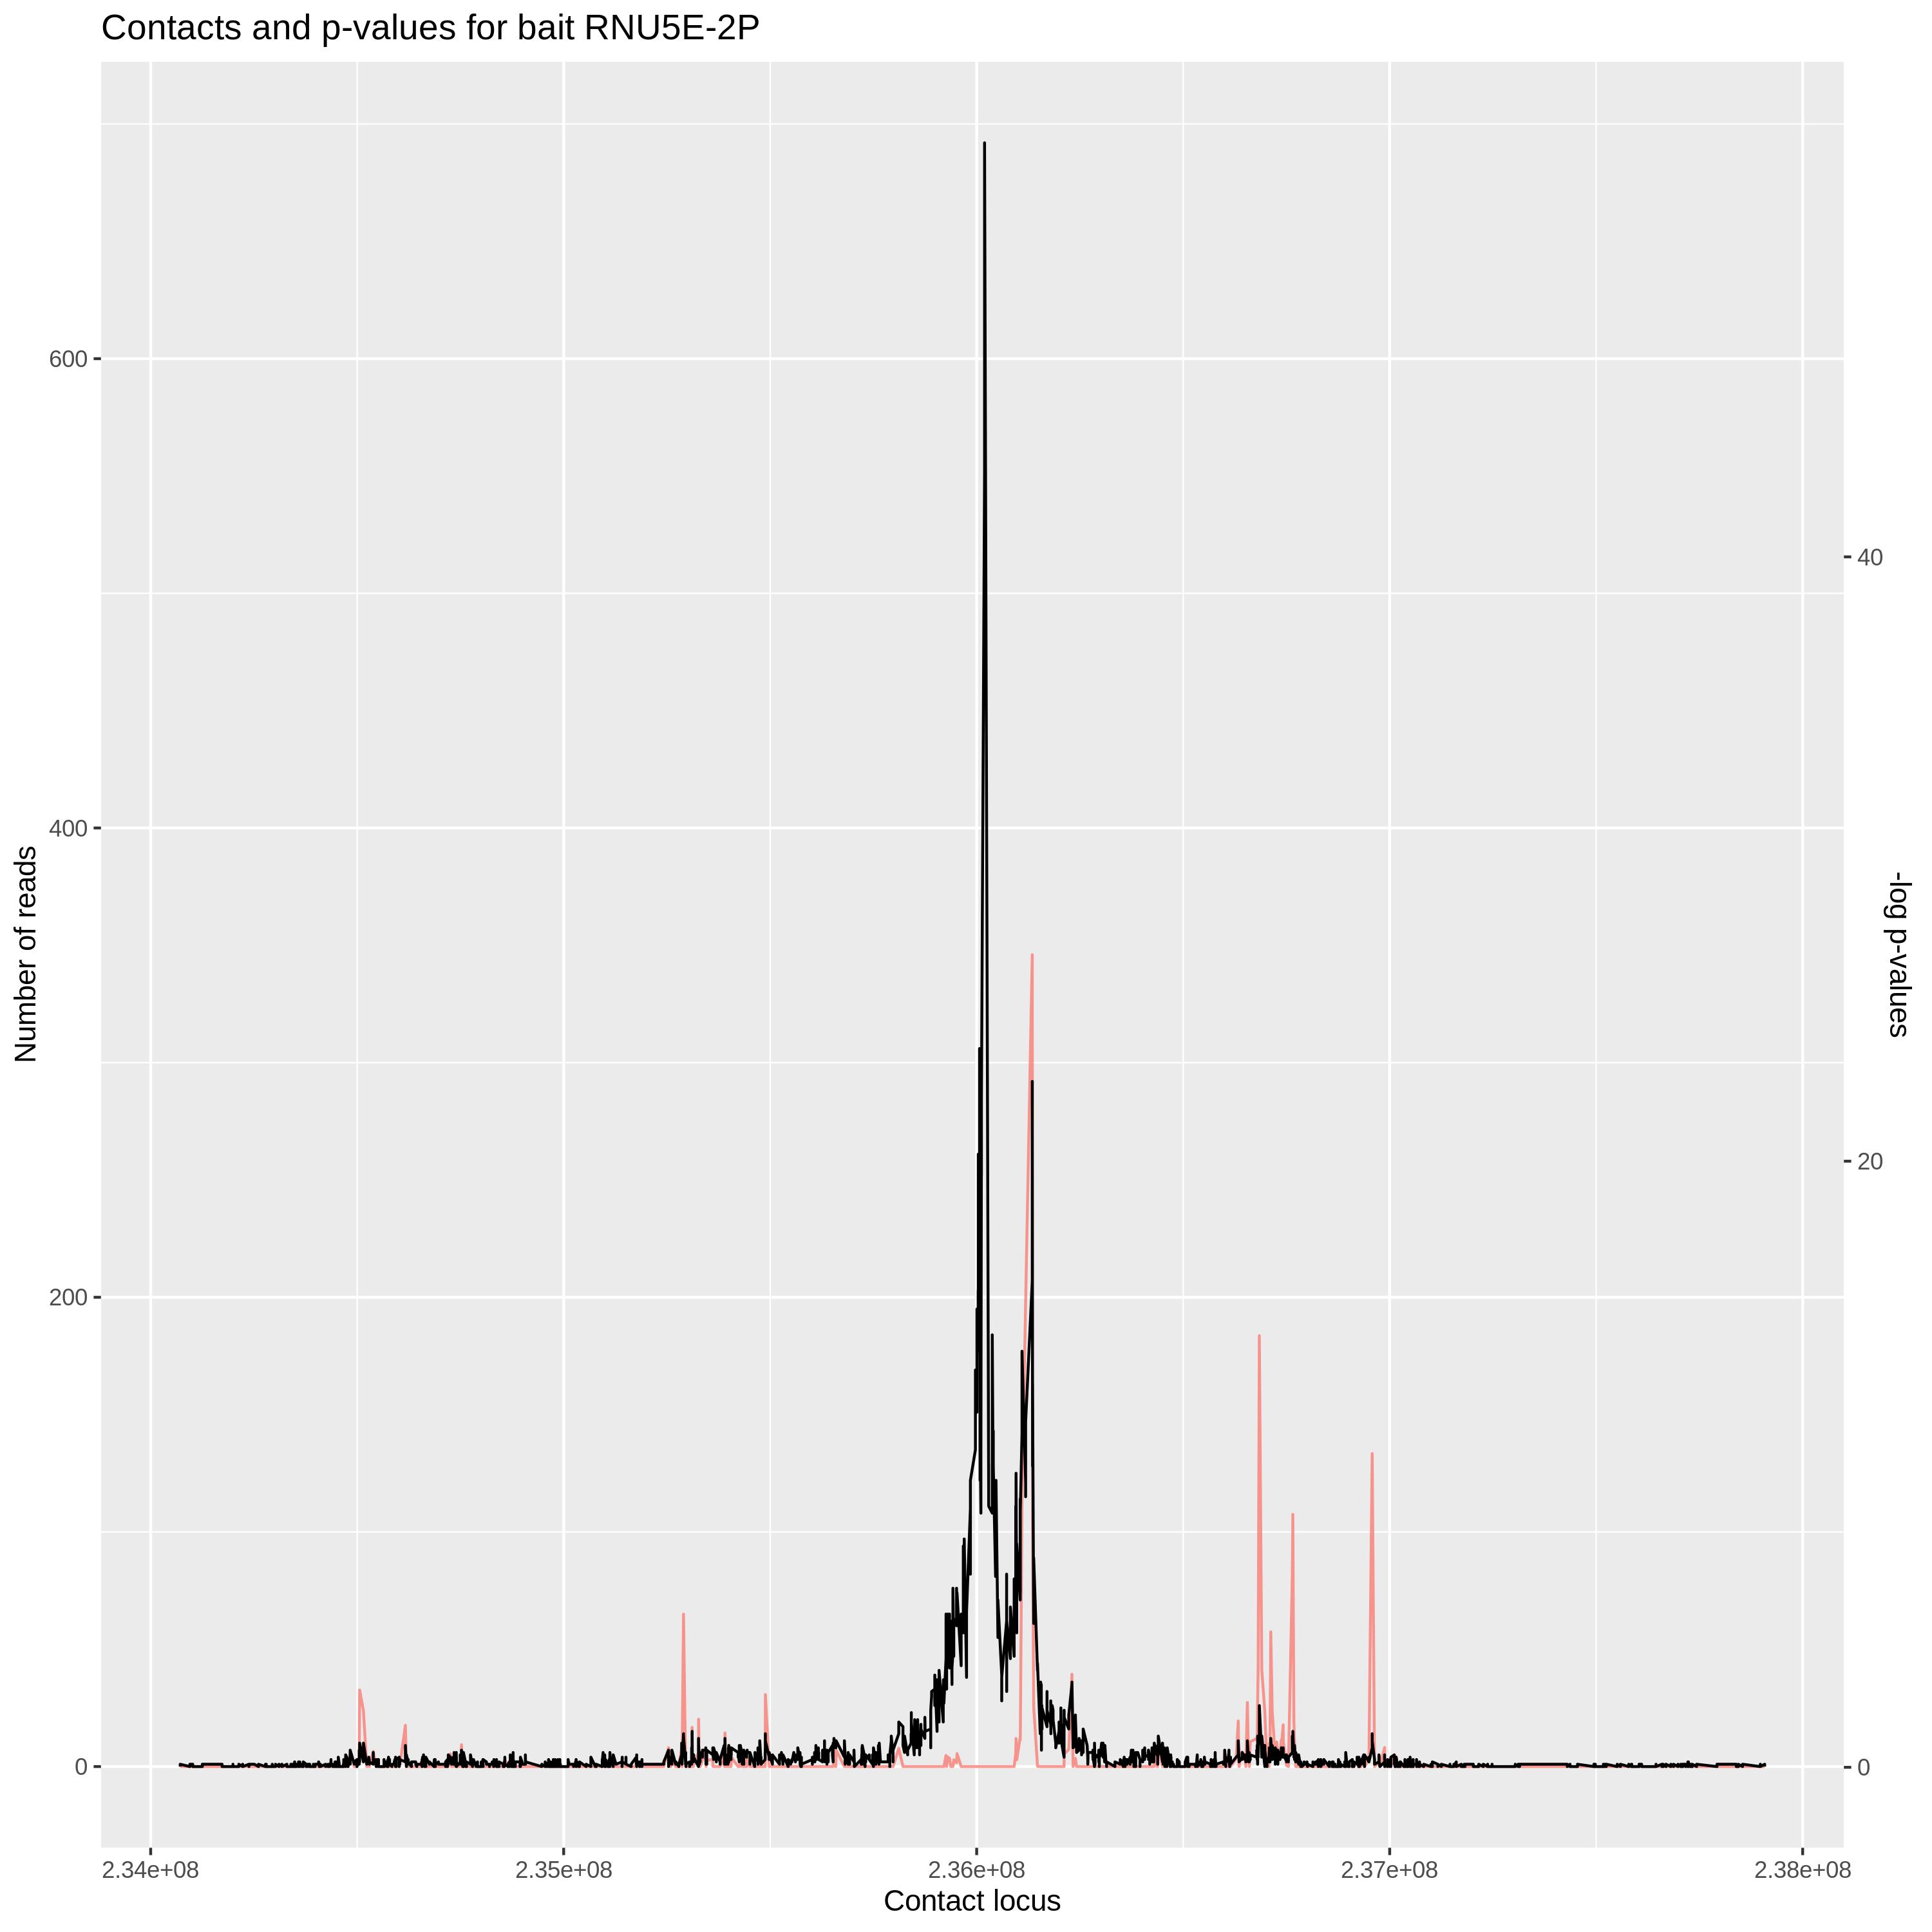 Contacts and p-values for bait RNU5E-2P
Number of reads
600
400
200
0
40
20
0
-log p-values
2.34e+08
2.35e+08
2.36e+08
2.37e+08
2.38e+08
Contact locus